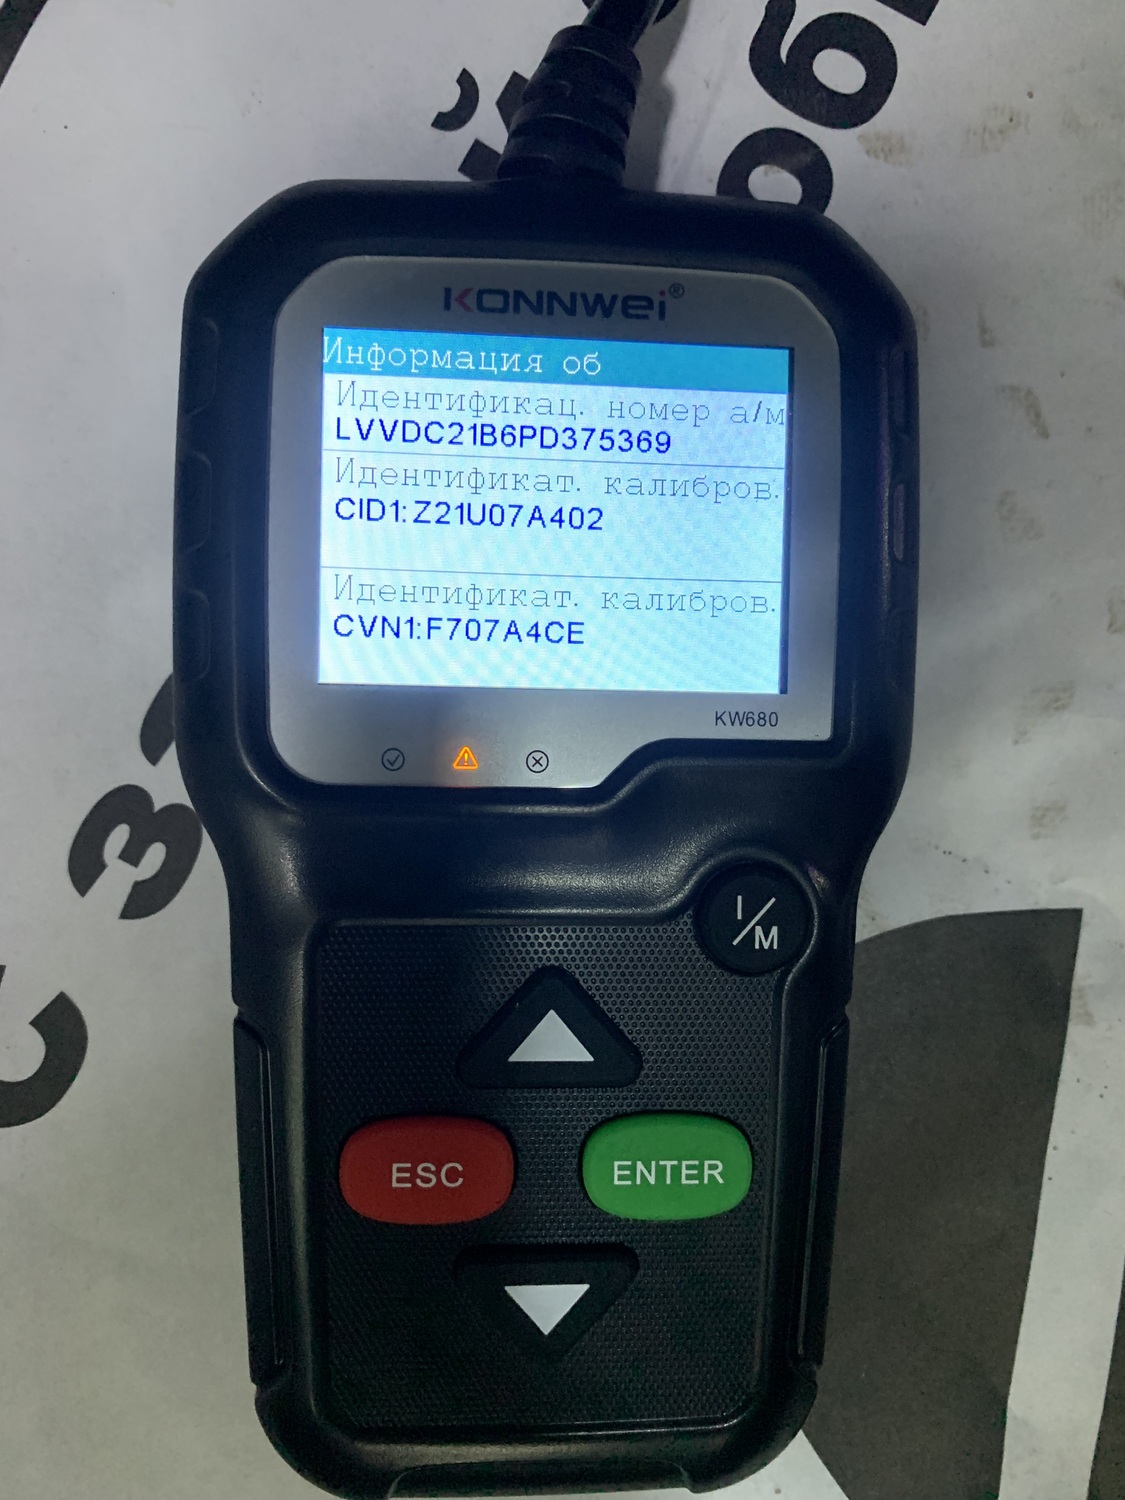 KONNWEI®
Информация об
Идентификац. номер а/м
LVVDC21B6PD375369
Идентификат. калибров.
CID1:Z21U07A402
Идентификат. калибров.
CVN1:F707A4CE
KW680
I/M
ESC
ENTER